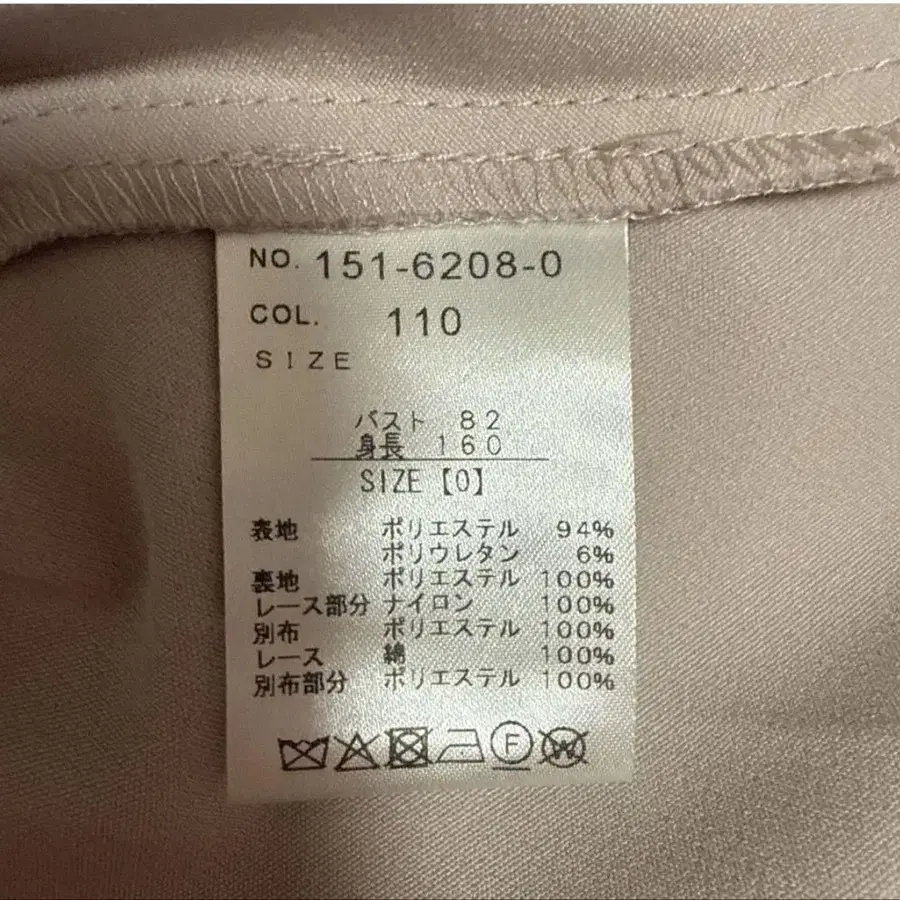 NO. 151-6208-0
COL. 110
SIZE
バスト 82
身長 160
SIZE【0】
表地 ポリエステル 94%
ポリウレタン 6%
裏地 ポリエステル 100%
レース部分 ナイロン 100%
別布 ポリエステル 100%
レース 綿 100%
別布部分 ポリエステル 100%
F W